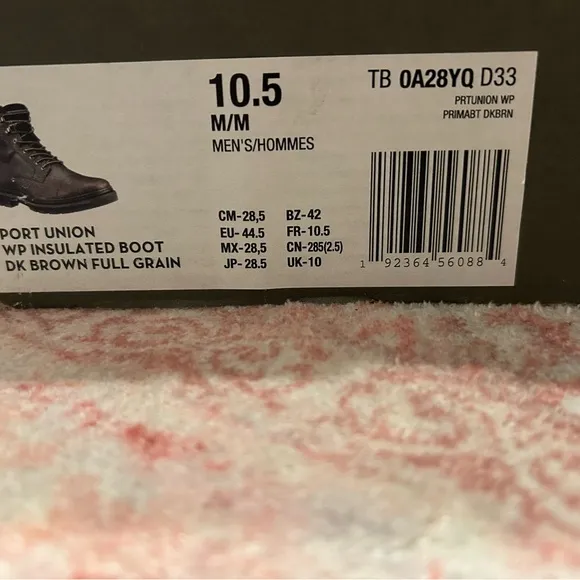 10.5
M/M
MEN'S/HOMMES
TB 0A28YQ D33
PRTUNION WP
PRIMABT DKBRN
PORT UNION
WP INSULATED BOOT
DK BROWN FULL GRAIN
CM-28,5 BZ-42
EU-44.5 FR-10.5
MX-28,5 CN-285(2.5)
JP-28.5 UK-10
1 92364 56088 4